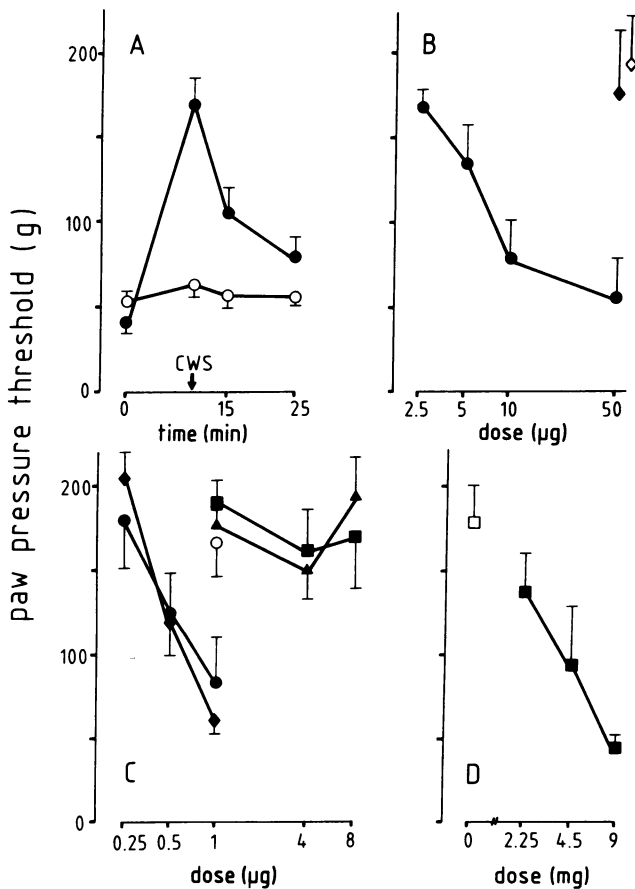 A
B
200
100
0
CWS
0 15 25
time (min)
2.5 5 10 50
dose (µg)
paw pressure threshold (g)
200
100
0
C
D
0.25 0.5 1 4 8
dose (µg)
0 2.25 4.5 9
dose (mg)